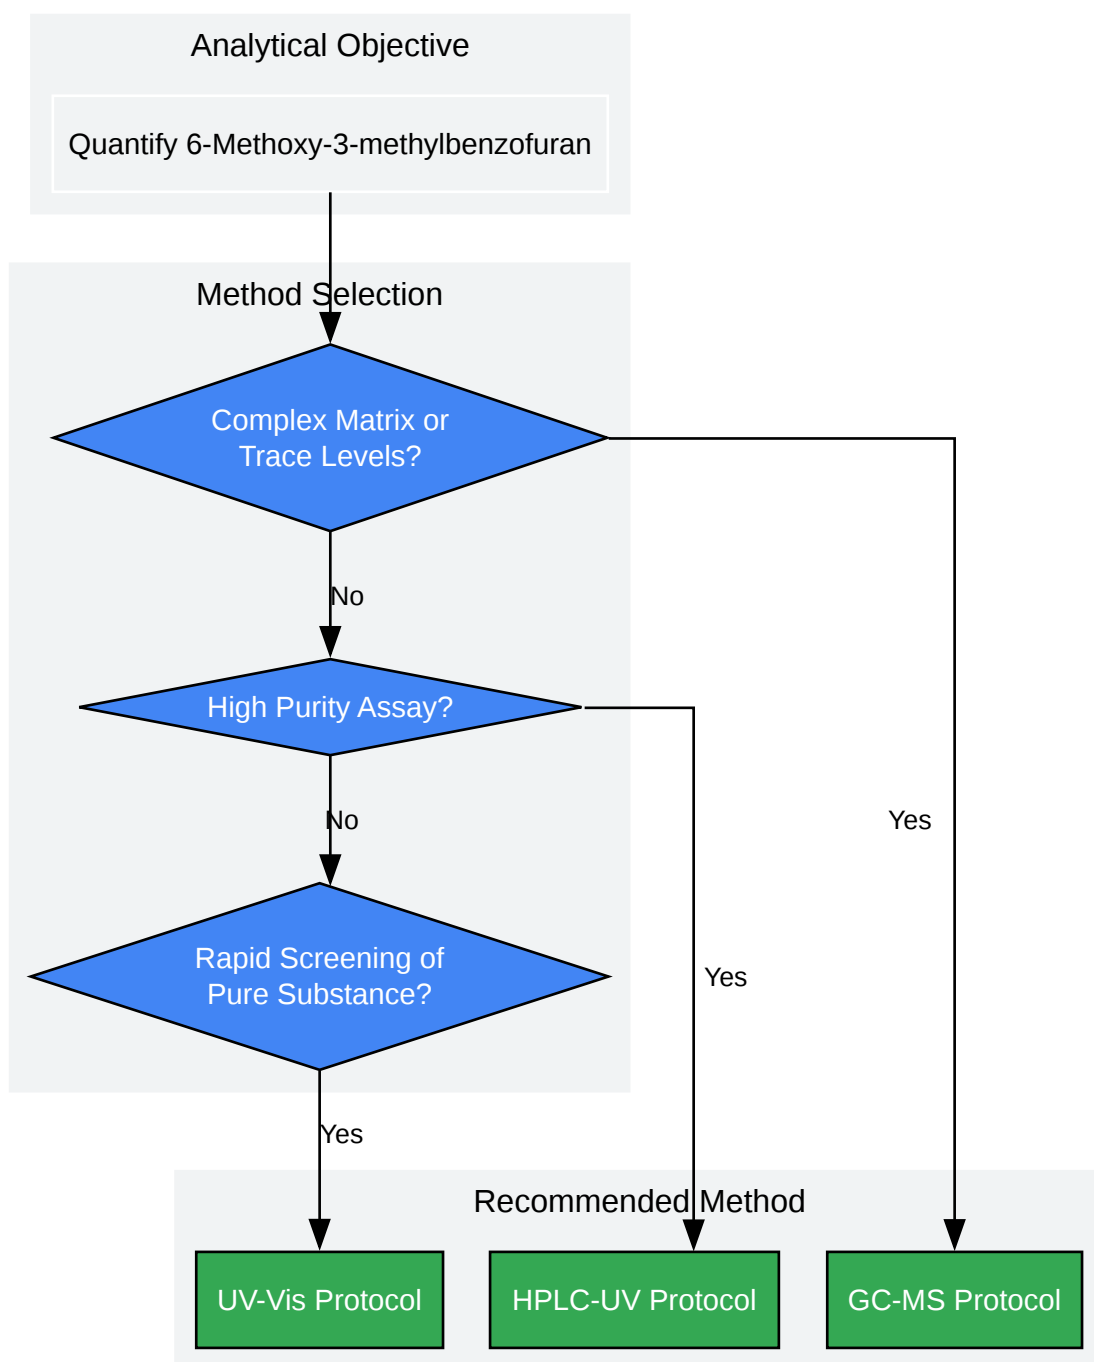 Analytical Objective
Quantify 6-Methoxy-3-methylbenzofuran
Method Selection
Complex Matrix or
Trace Levels?
No
High Purity Assay?
No
Yes
Rapid Screening of
Pure Substance?
Yes
Yes
Recommended Method
UV-Vis Protocol
HPLC-UV Protocol
GC-MS Protocol